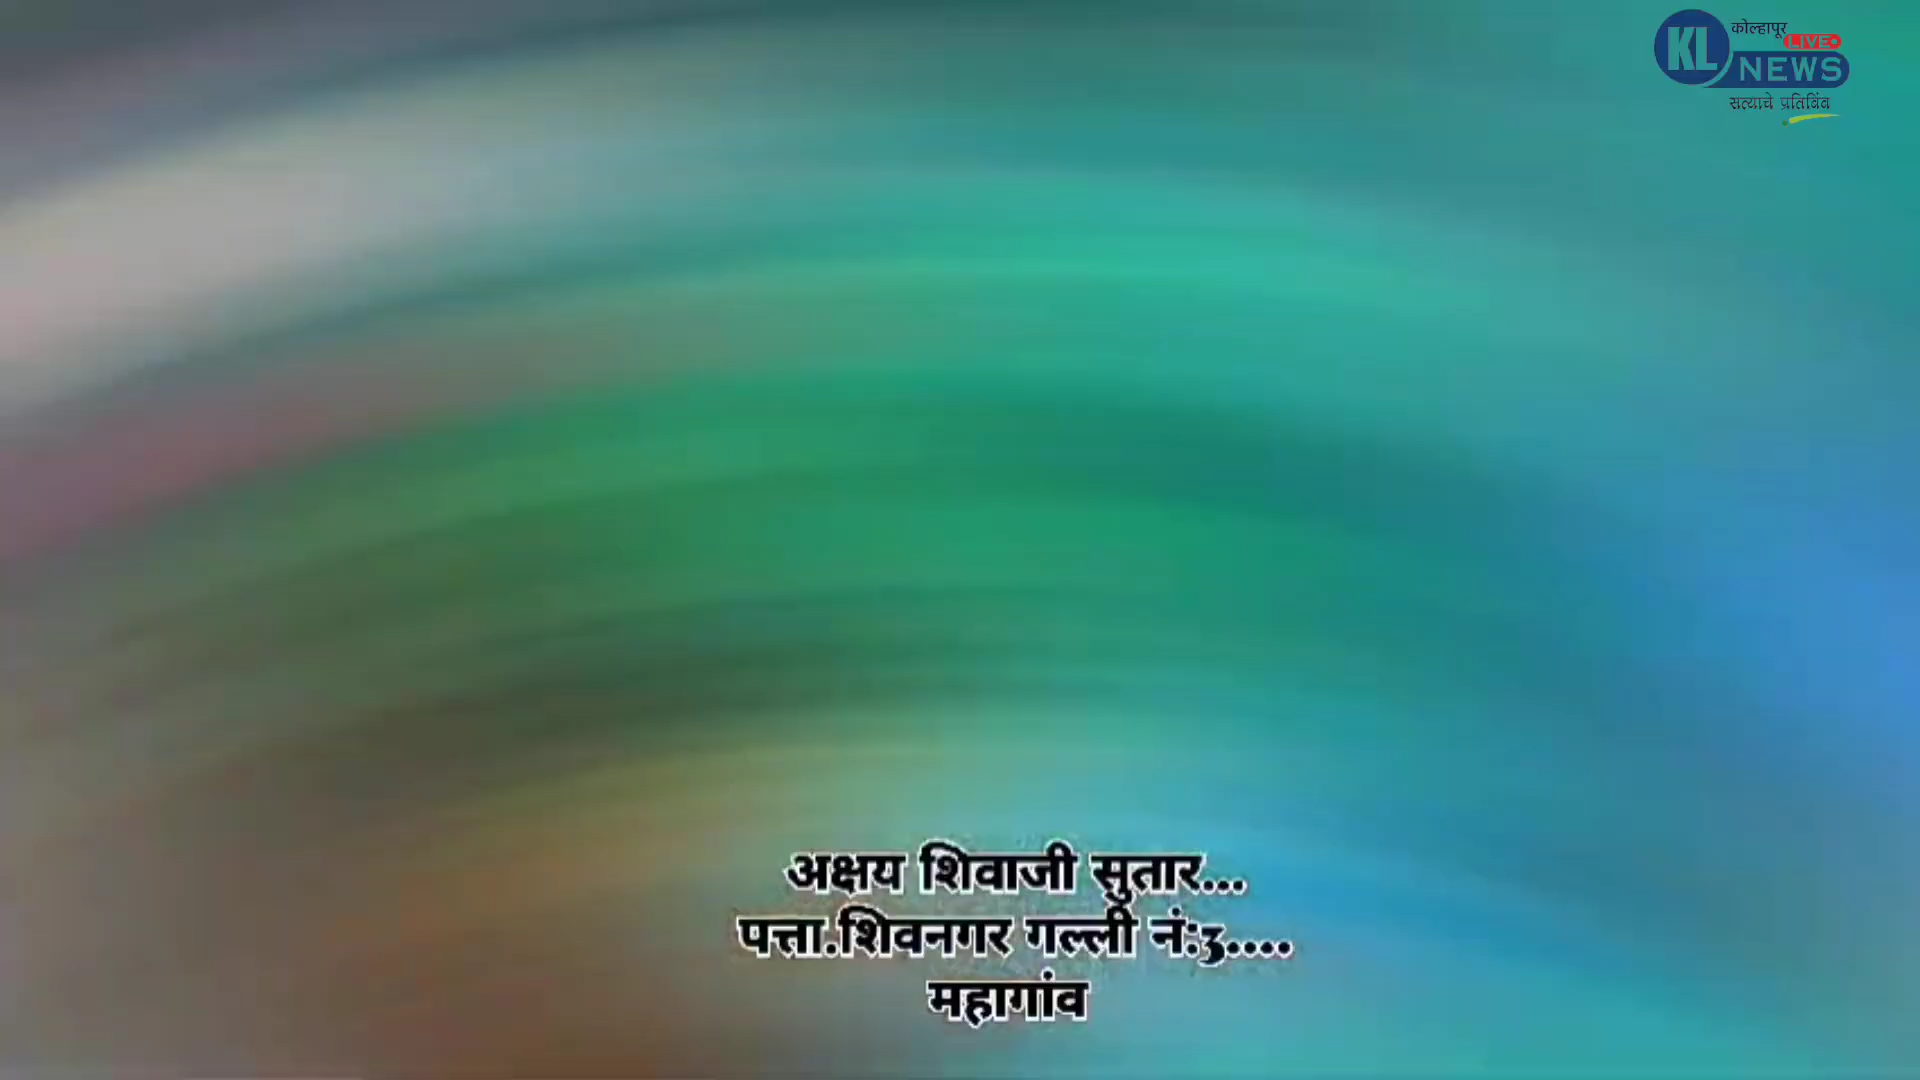 कोल्हापूर
LIVE
KL NEWS
सत्याचे प्रतिबिंब
अक्षय शिवाजी सुतार...
पत्ता.शिवनगर गल्ली नं:3....
महागांव